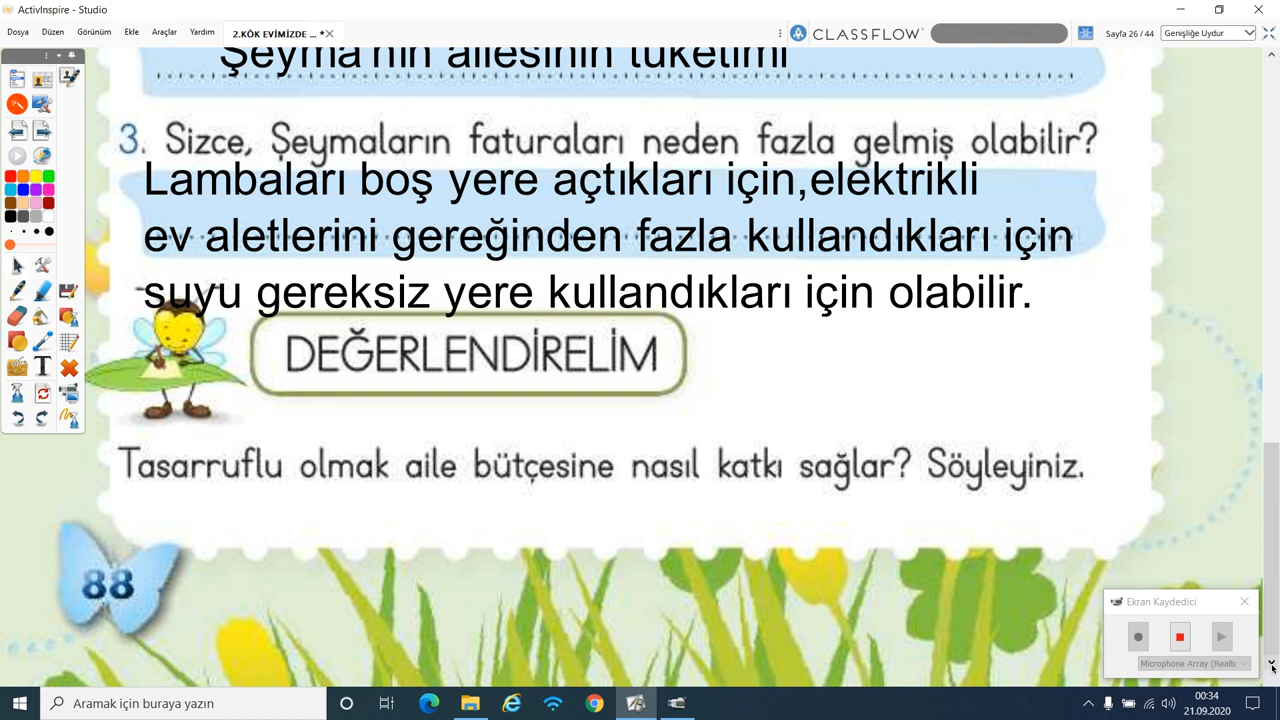 ActivInspire - Studio
Dosya Düzen Görünüm Ekle Araçlar Yardım 2.KÖK EVİMİZDE ... * CLASSFLOW Sayfa 26 / 44 Genişliğe Uydur
Şeyma'nın ailesinin tüketimi
3. Sizce, Şeymaların faturaları neden fazla gelmiş olabilir?
Lambaları boş yere açtıkları için,elektrikli
ev aletlerini gereğinden fazla kullandıkları için
suyu gereksiz yere kullandıkları için olabilir.
DEĞERLENDİRELİM
Tasarruflu olmak aile bütçesine nasıl katkı sağlar? Söyleyiniz.
88
Ekran Kaydedici
Microphone Array (Realt
Aramak için buraya yazın
00:34
21.09.2020